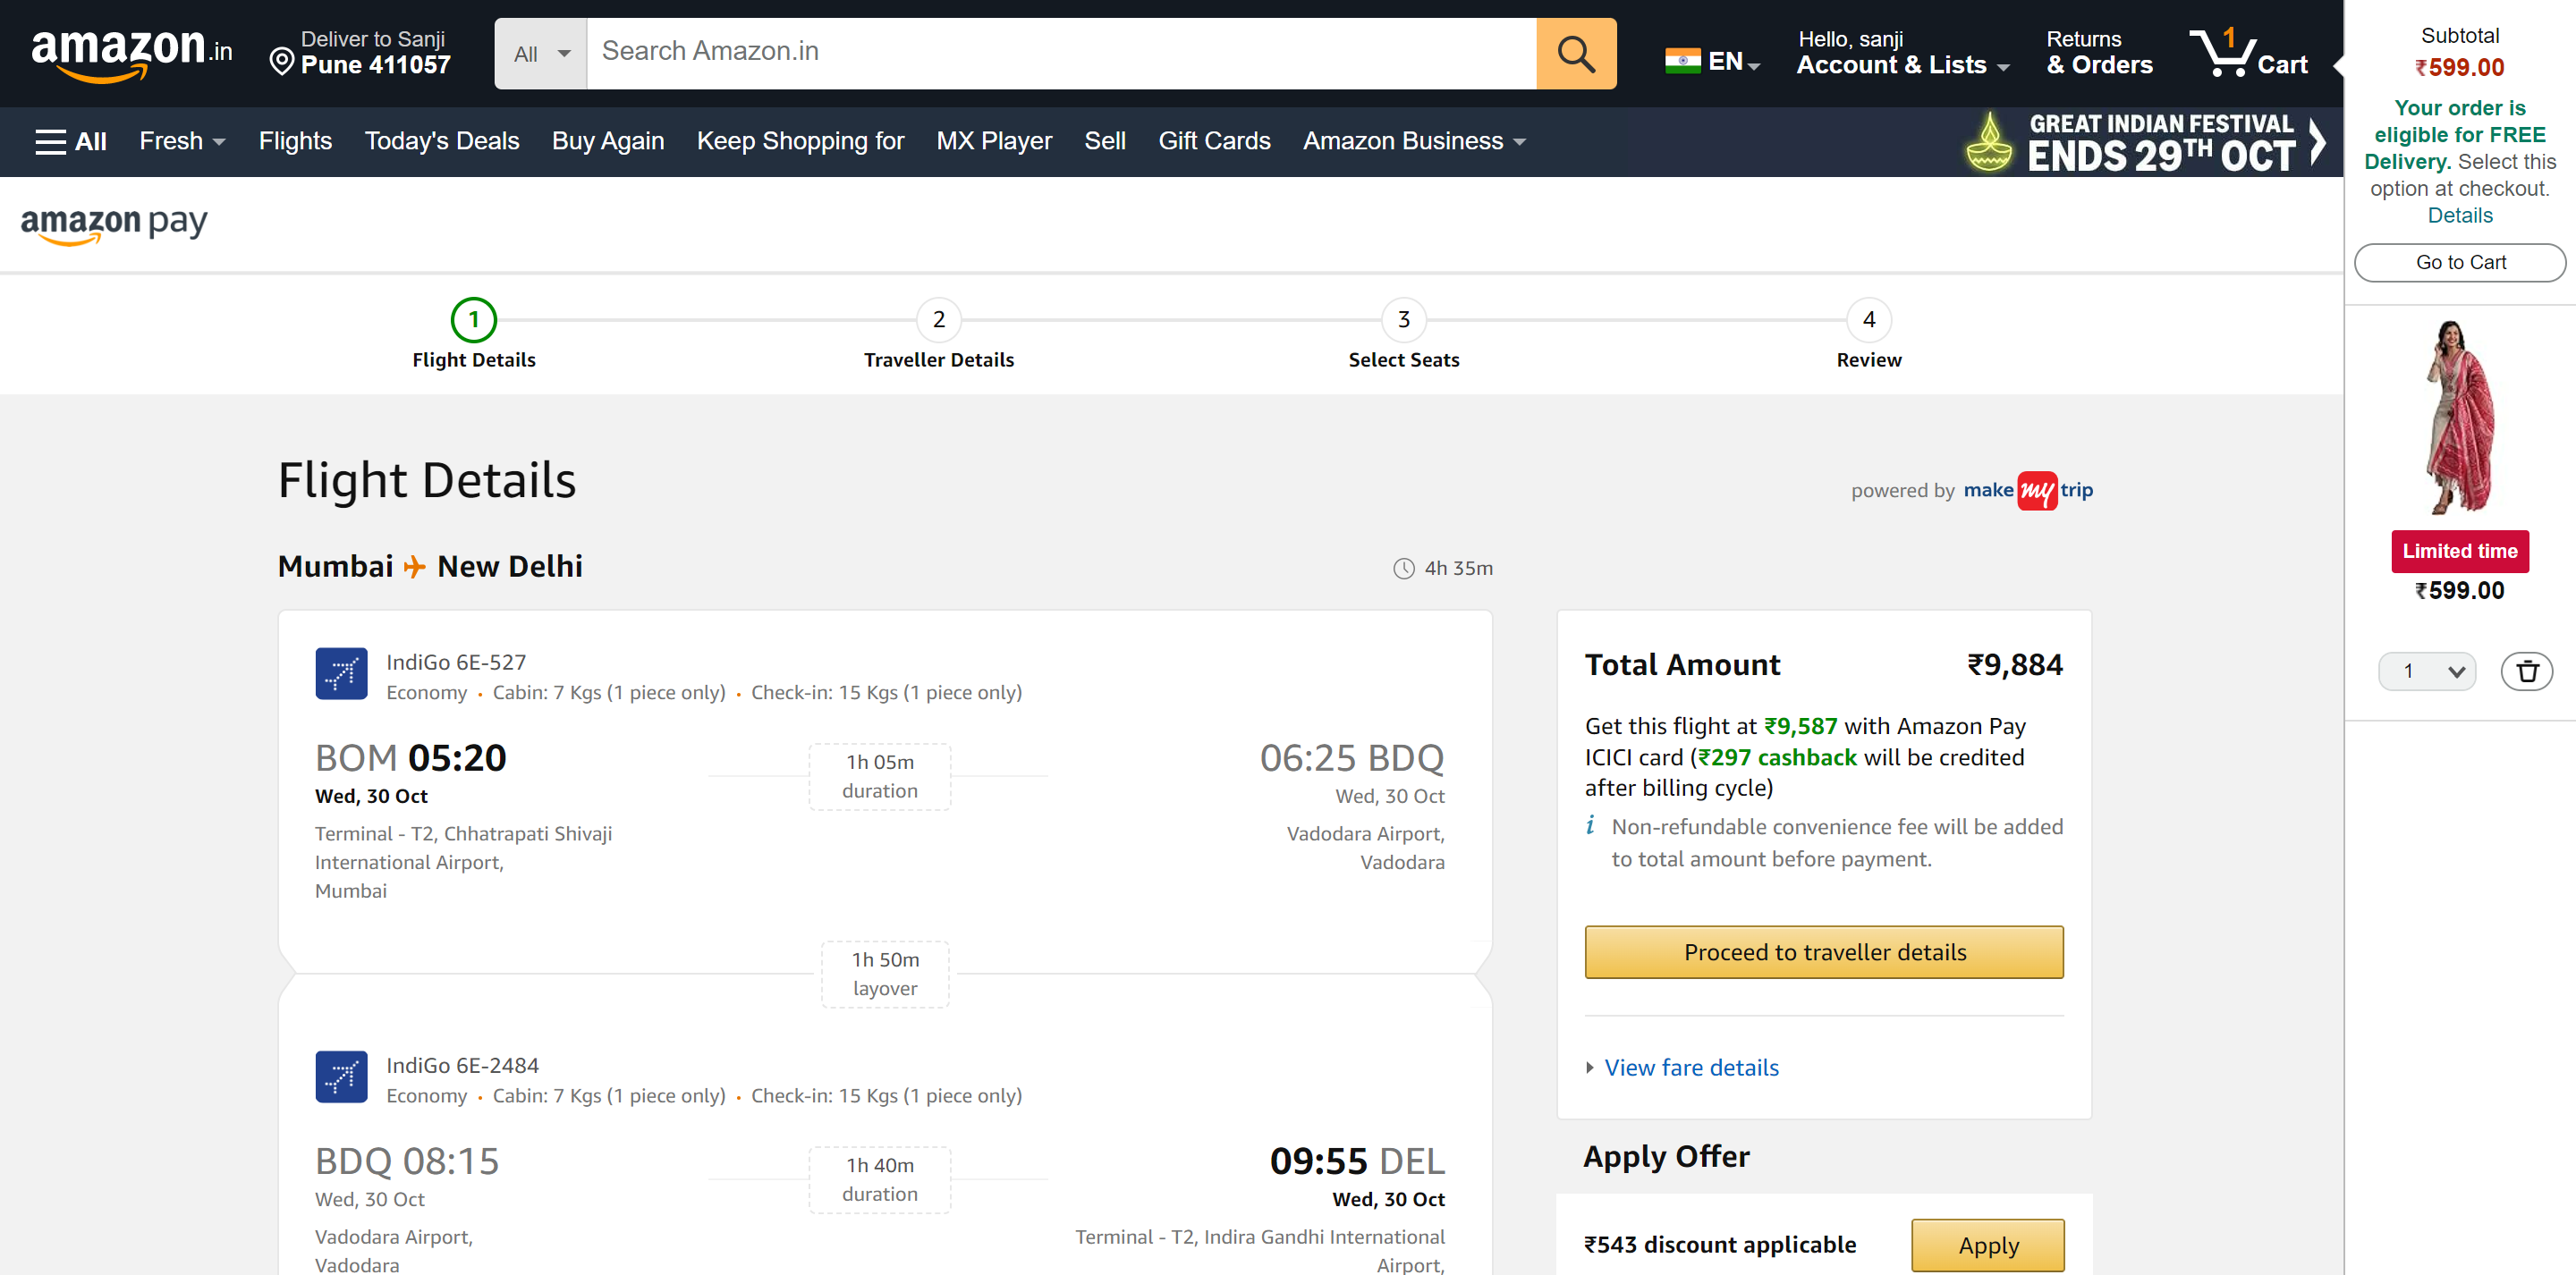 amazon.in
Deliver to Sanji
Pune 411057
All
Search Amazon.in
EN
Hello, sanji
Account & Lists
Returns
& Orders
1
Cart
All
Fresh
Flights
Today's Deals
Buy Again
Keep Shopping for
MX Player
Sell
Gift Cards
Amazon Business
GREAT INDIAN FESTIVAL
ENDS 29TH OCT
Subtotal
₹599.00
Your order is
eligible for FREE
Delivery. Select this
option at checkout.
Details
Go to Cart
Limited time
₹599.00
1
amazon pay
1
Flight Details
2
Traveller Details
3
Select Seats
4
Review
Flight Details
powered by make my trip
Mumbai New Delhi
4h 35m
IndiGo 6E-527
Economy • Cabin: 7 Kgs (1 piece only) • Check-in: 15 Kgs (1 piece only)
BOM 05:20
Wed, 30 Oct
Terminal - T2, Chhatrapati Shivaji
International Airport,
Mumbai
1h 05m
duration
06:25 BDQ
Wed, 30 Oct
Vadodara Airport,
Vadodara
1h 50m
layover
IndiGo 6E-2484
Economy • Cabin: 7 Kgs (1 piece only) • Check-in: 15 Kgs (1 piece only)
BDQ 08:15
Wed, 30 Oct
Vadodara Airport,
Vadodara
1h 40m
duration
09:55 DEL
Wed, 30 Oct
Terminal - T2, Indira Gandhi International
Airport,
Total Amount ₹9,884
Get this flight at ₹9,587 with Amazon Pay
ICICI card (₹297 cashback will be credited
after billing cycle)
i Non-refundable convenience fee will be added
to total amount before payment.
Proceed to traveller details
View fare details
Apply Offer
₹543 discount applicable
Apply